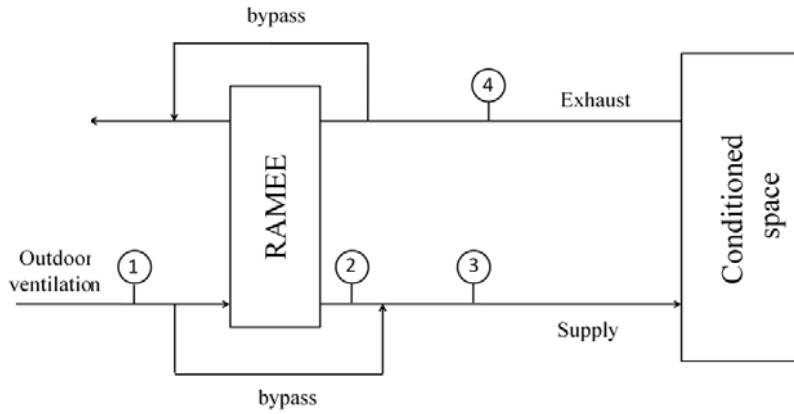 bypass
4
Exhaust
RAMEE
Conditioned
space
Outdoor
ventilation
1
2
3
Supply
bypass